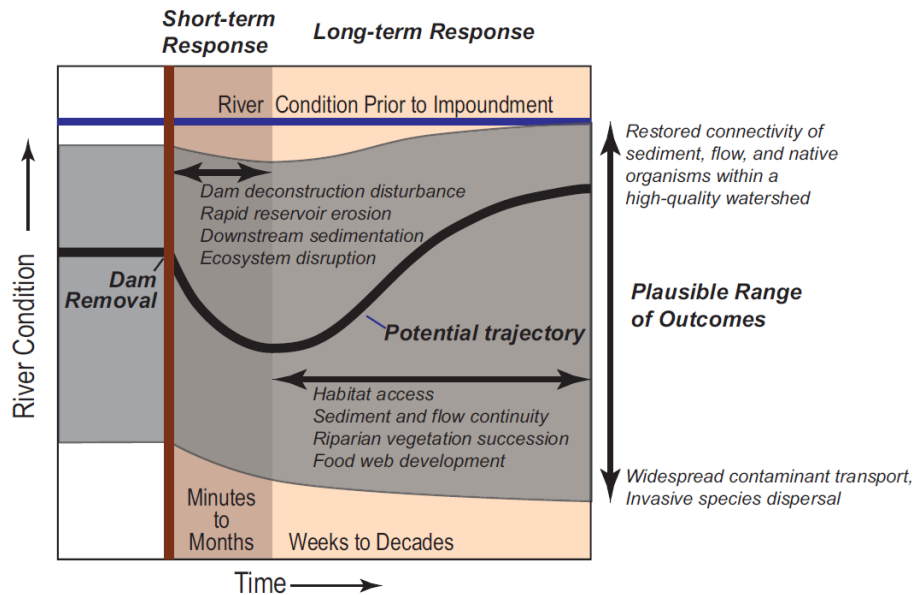 Short-term
Response
Long-term Response
River Condition Prior to Impoundment
Restored connectivity of
sediment, flow, and native
organisms within a
high-quality watershed
Dam deconstruction disturbance
Rapid reservoir erosion
Downstream sedimentation
Ecosystem disruption
Dam
Removal
Plausible Range
of Outcomes
Potential trajectory
River Condition
Habitat access
Sediment and flow continuity
Riparian vegetation succession
Food web development
Widespread contaminant transport,
Invasive species dispersal
Minutes
to
Months
Weeks to Decades
Time